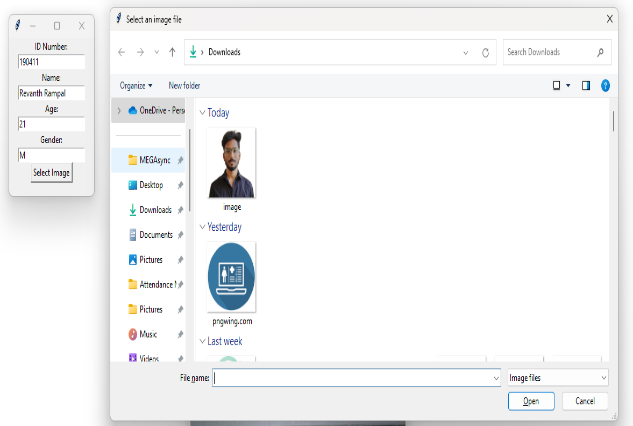 ID Number:
190411
Name:
Revanth Rampal
Age:
21
Gender:
M
Select Image
Select an image file
Downloads
Search Downloads
Organize
New folder
OneDrive - Pers
MEGAsync
Desktop
Downloads
Documents
Pictures
Attendance
Pictures
Music
Videos
Today
image
Yesterday
pngwing.com
Last week
File name:
Image files
Open
Cancel